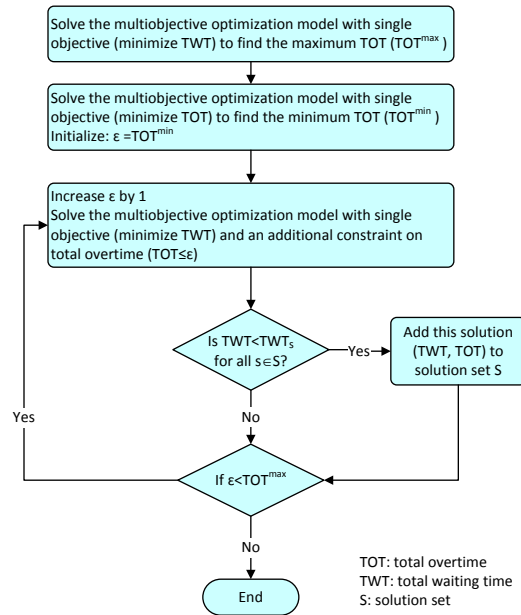 Solve the multiobjective optimization model with single
objective (minimize TWT) to find the maximum TOT (TOT^max )
Solve the multiobjective optimization model with single
objective (minimize TOT) to find the minimum TOT (TOT^min )
Initialize: ε =TOT^min
Increase ε by 1
Solve the multiobjective optimization model with single
objective (minimize TWT) and an additional constraint on
total overtime (TOT≤ε)
Is TWT<TWTₛ
for all s∈S?
Yes
Add this solution
(TWT, TOT) to
solution set S
Yes
No
If ε<TOT^max
No
End
TOT: total overtime
TWT: total waiting time
S: solution set